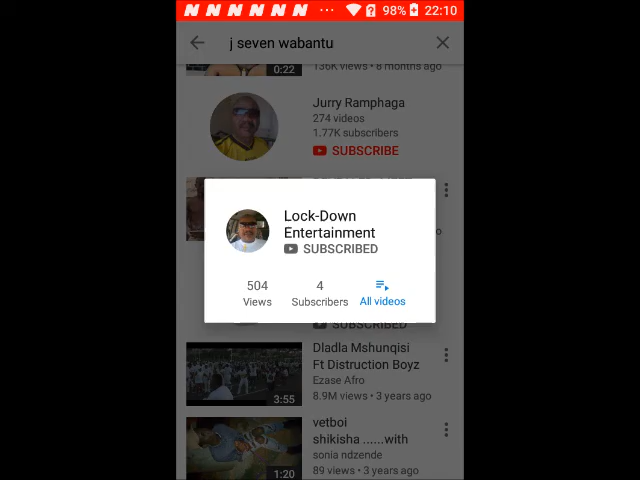 98% 22:10
j seven wabantu
0:22
136K views • 8 months ago
Jurry Ramphaga
274 videos
1.77K subscribers
SUBSCRIBE
Lock-Down
Entertainment
SUBSCRIBED
504
Views
4
Subscribers
All videos
SUBSCRIBED
Dladla Mshunqisi
Ft Distruction Boyz
Ezase Afro
8.9M views • 3 years ago
3:55
vetboi
shikisha ......with
sonia ndzende
89 views • 3 years ago
1:20